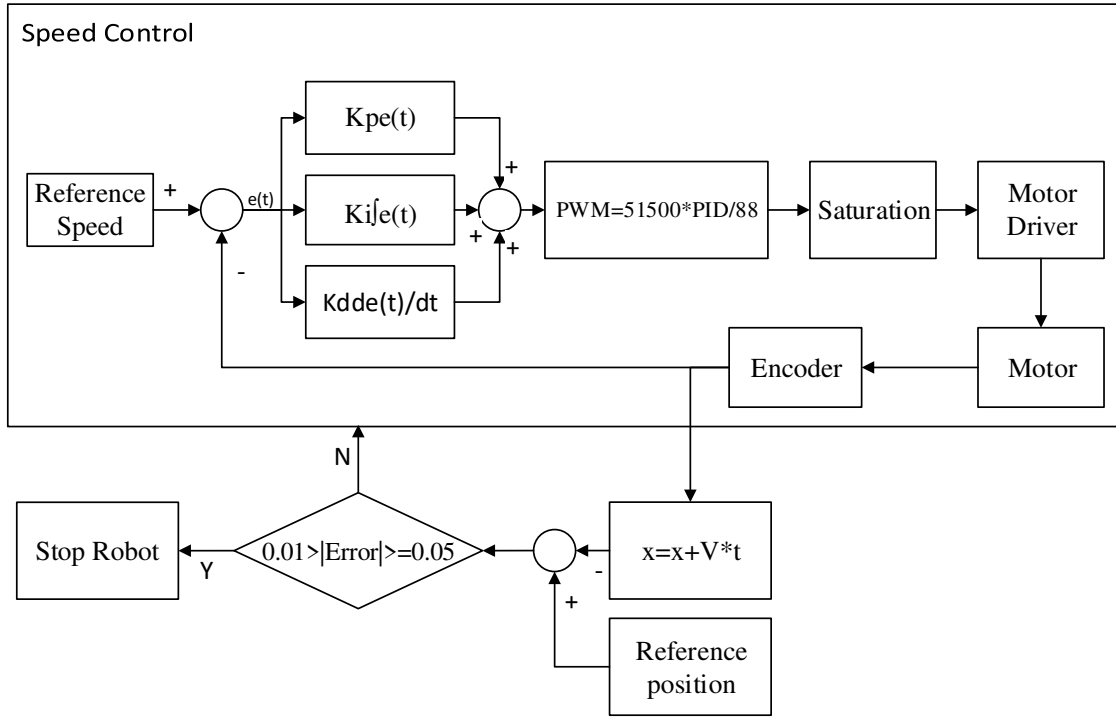 Speed Control
Kpe(t)
+
Reference
Speed
+
e(t)
Ki∫e(t)
+
+
PWM=51500*PID/88
Saturation
Motor
Driver
-
Kdde(t)/dt
Encoder
Motor
N
Stop Robot
Y
0.01>|Error|>=0.05
-
x=x+V*t
+
Reference
position